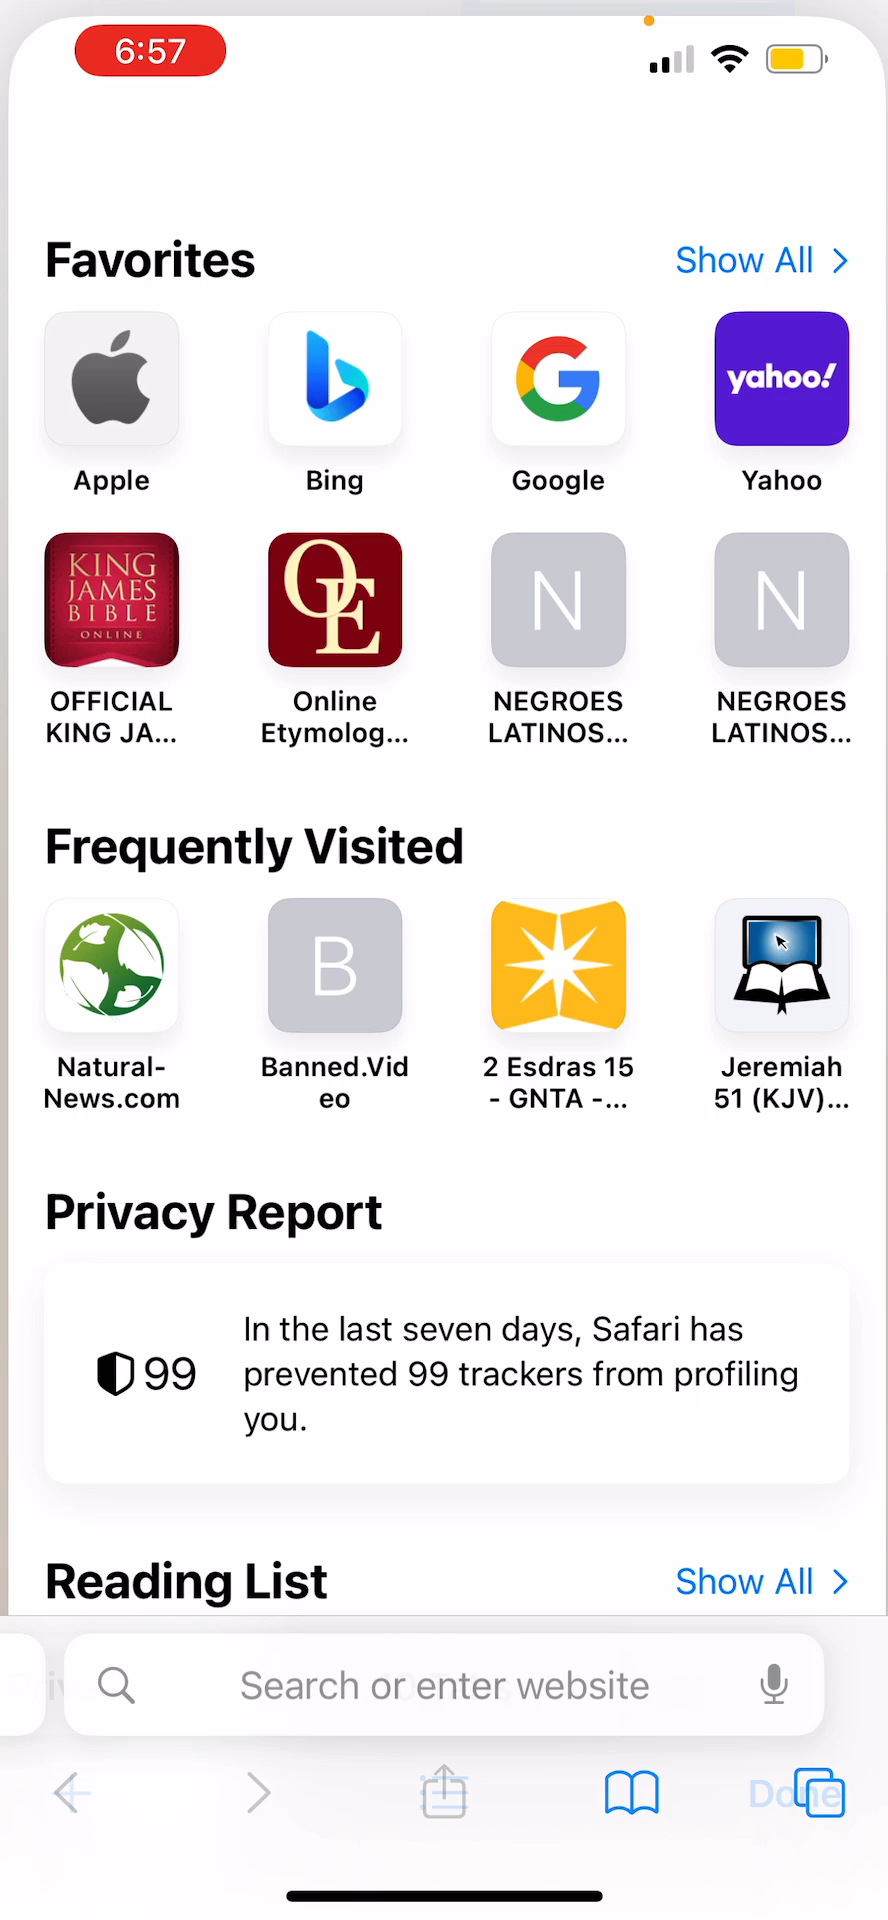 6:57
Favorites
Show All
yahoo!
Apple
Bing
Google
Yahoo
KING
JAMES
BIBLE
ONLINE
OE
N
N
OFFICIAL
KING JA...
Online
Etymolog...
NEGROES
LATINOS...
NEGROES
LATINOS...
Frequently Visited
B
Natural-
News.com
Banned.Vid
eo
2 Esdras 15
- GNTA -...
Jeremiah
51 (KJV)...
Privacy Report
99
In the last seven days, Safari has
prevented 99 trackers from profiling
you.
Reading List
Show All
Search or enter website
Done